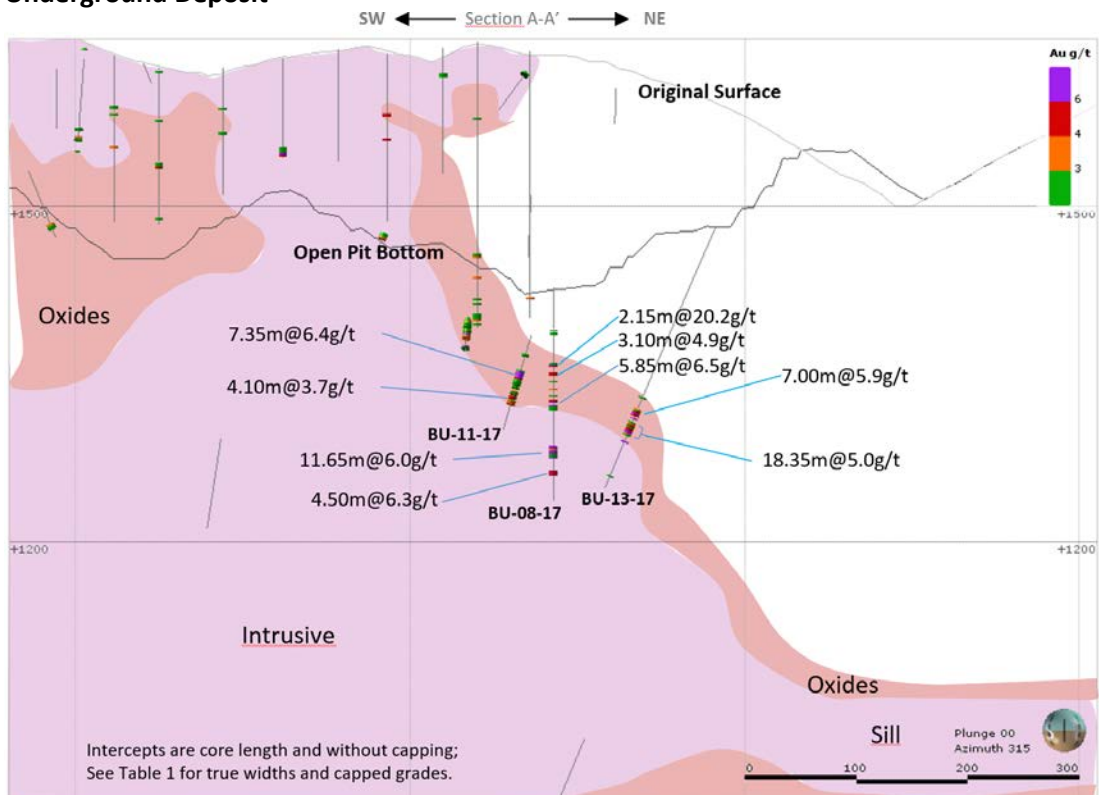 Underground Deposit
SW Section A-A' NE
Au g/t
6
4
3
Original Surface
+1500 +1500
Open Pit Bottom
Oxides
2.15m@20.2g/t
7.35m@6.4g/t
3.10m@4.9g/t
5.85m@6.5g/t
7.00m@5.9g/t
4.10m@3.7g/t
BU-11-17
11.65m@6.0g/t
18.35m@5.0g/t
4.50m@6.3g/t
BU-13-17
BU-08-17
+1200 +1200
Intrusive
Oxides
Sill
Plunge 00
Azimuth 315
Intercepts are core length and without capping;
See Table 1 for true widths and capped grades.
0 100 200 300